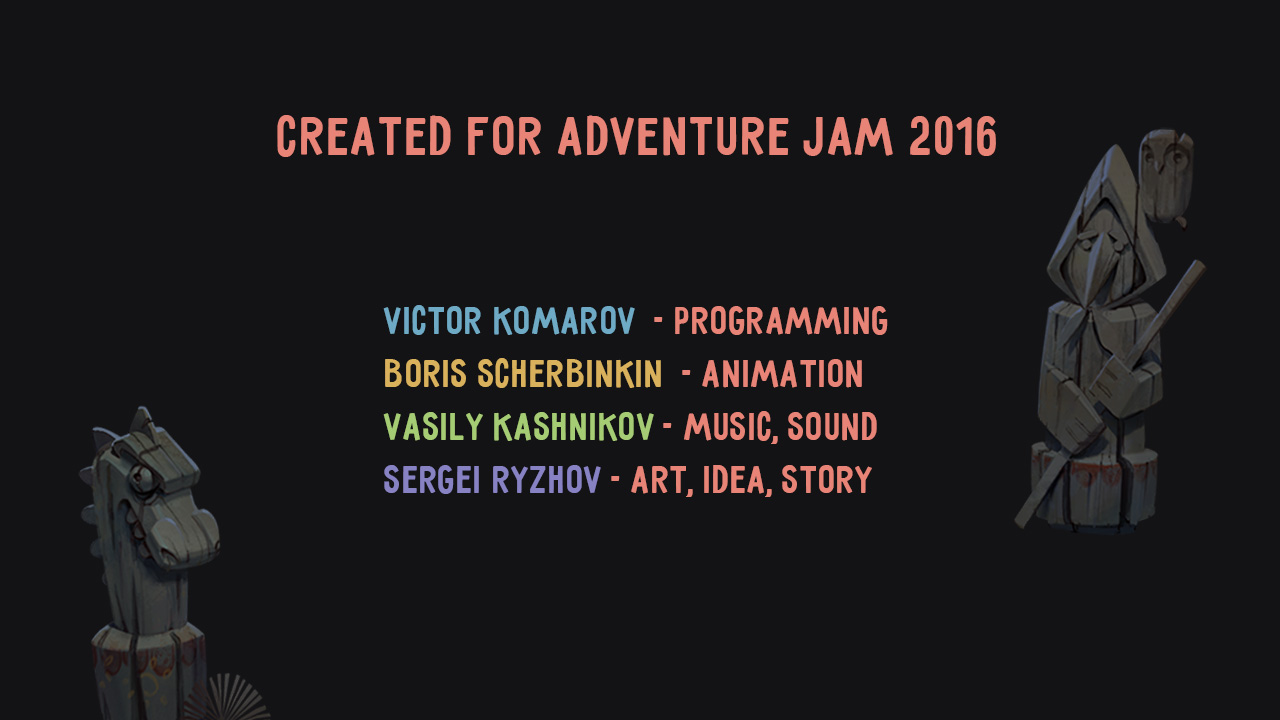 CREATED FOR ADVENTURE JAM 2016
VICTOR KOMAROV - PROGRAMMING
BORIS SCHERBINKIN - ANIMATION
VASILY KASHNIKOV - MUSIC, SOUND
SERGEI RYZHOV - ART, IDEA, STORY